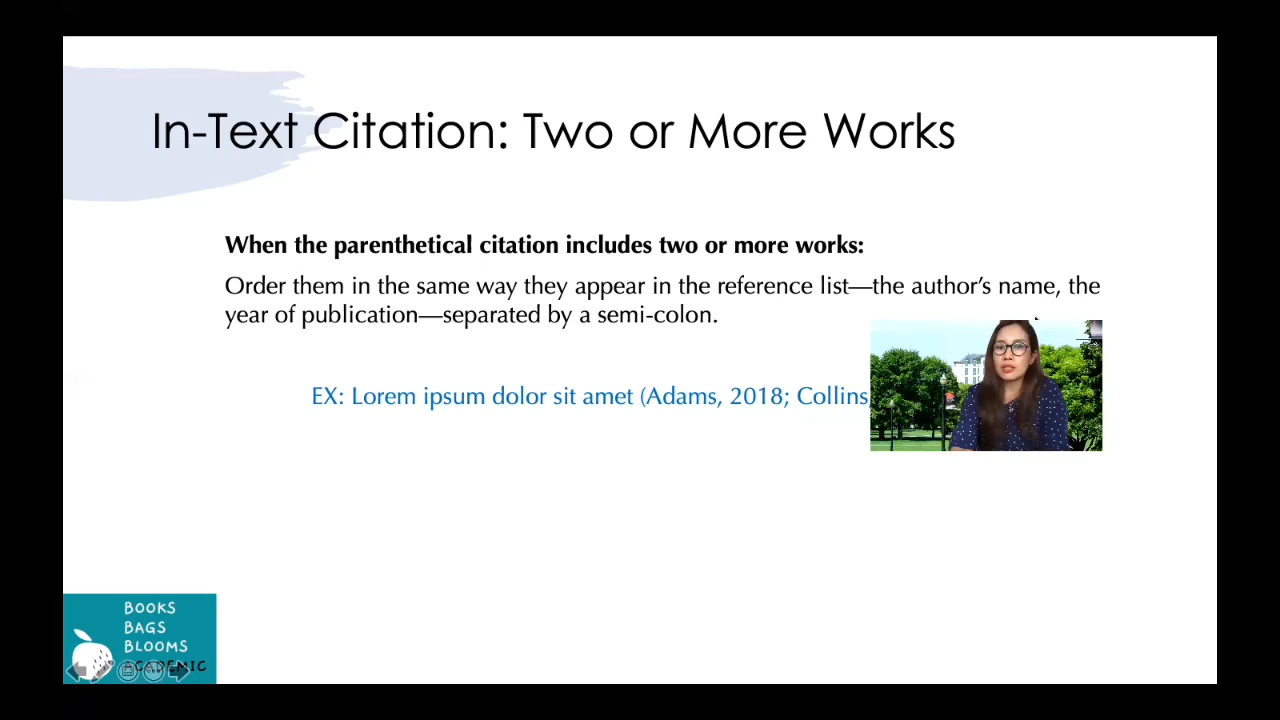 In-Text Citation: Two or More Works
When the parenthetical citation includes two or more works:
Order them in the same way they appear in the reference list—the author’s name, the
year of publication—separated by a semi-colon.
EX: Lorem ipsum dolor sit amet (Adams, 2018; Collins,
BOOKS
BAGS
BLOOMS
ACADEMIC